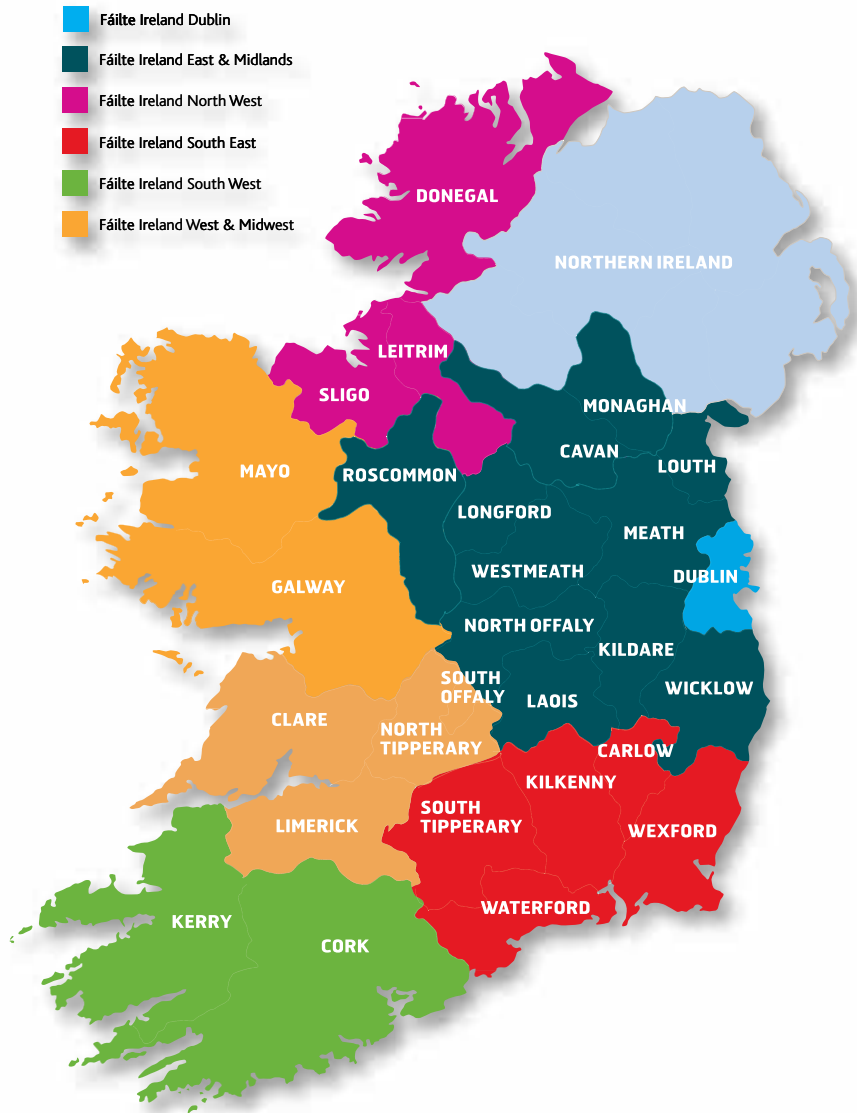 Fáilte Ireland Dublin
Fáilte Ireland East & Midlands
Fáilte Ireland North West
Fáilte Ireland South East
Fáilte Ireland South West
Fáilte Ireland West & Midwest
DONEGAL
NORTHERN IRELAND
LEITRIM
SLIGO
MONAGHAN
CAVAN
LOUTH
MAYO
ROSCOMMON
LONGFORD
MEATH
WESTMEATH
DUBLIN
GALWAY
NORTH OFFALY
KILDARE
SOUTH
OFFALY
WICKLOW
LAOIS
CLARE
NORTH
TIPPERARY
CARLOW
KILKENNY
SOUTH
TIPPERARY
LIMERICK
WEXFORD
WATERFORD
KERRY
CORK